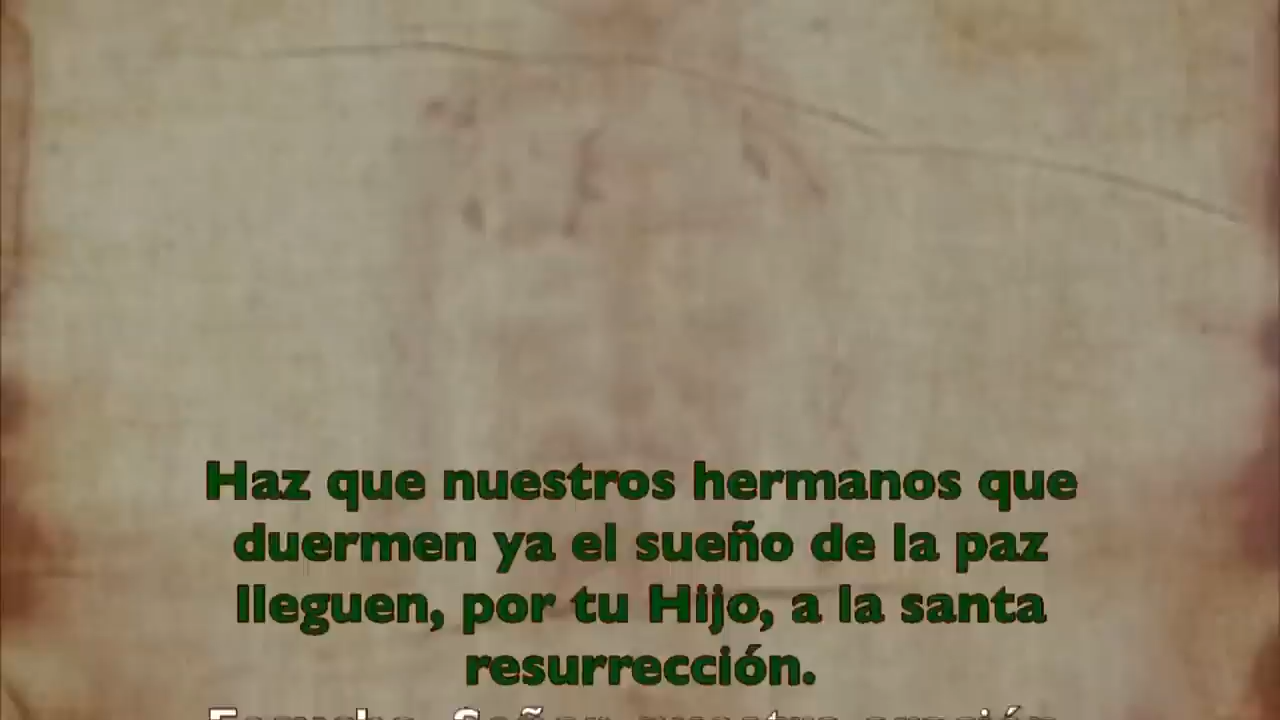 Haz que nuestros hermanos que
duermen ya el sueño de la paz
lleguen, por tu Hijo, a la santa
resurrección.
Escucha, Señor, nuestra oración